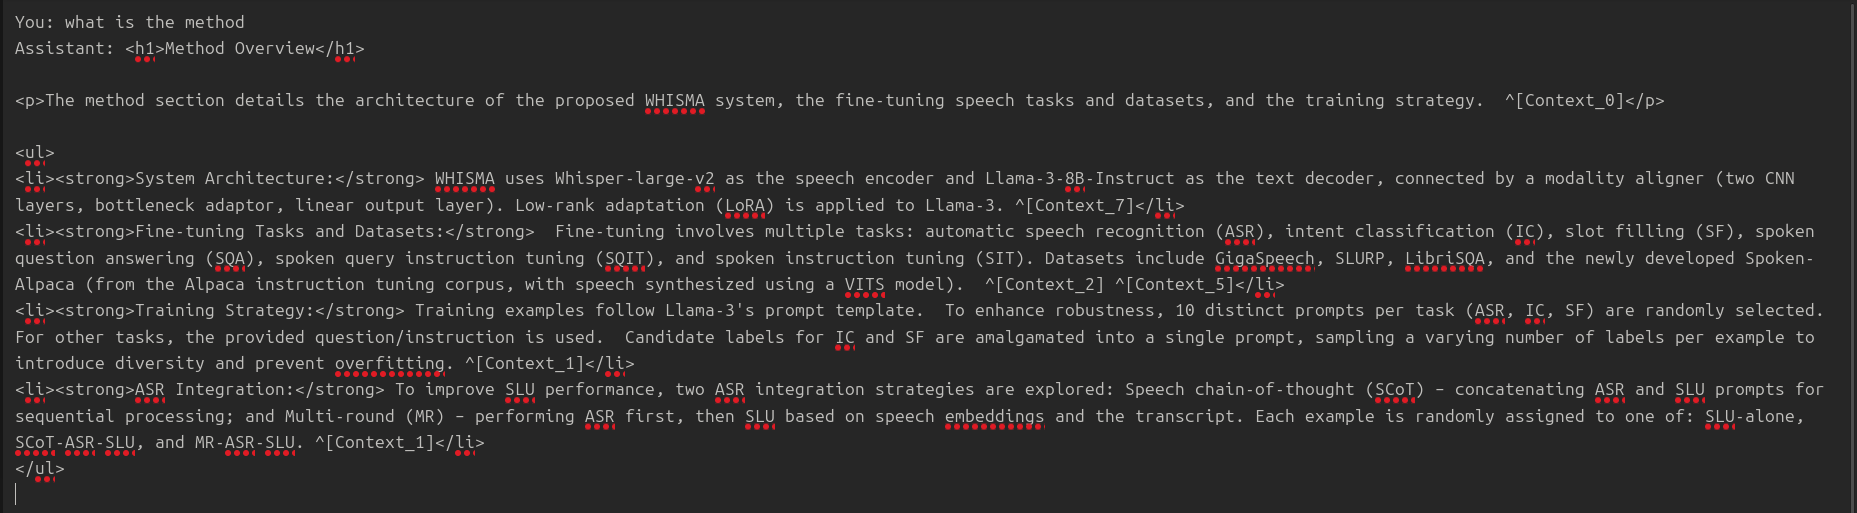 You: what is the method
Assistant: <h1>Method Overview</h1>
<p>The method section details the architecture of the proposed WHISMA system, the fine-tuning speech tasks and datasets, and the training strategy.  ^[Context_0]</p>
<ul>
<li><strong>System Architecture:</strong> WHISMA uses Whisper-large-v2 as the speech encoder and Llama-3-8B-Instruct as the text decoder, connected by a modality aligner (two CNN
layers, bottleneck adaptor, linear output layer). Low-rank adaptation (LoRA) is applied to Llama-3. ^[Context_7]</li>
<li><strong>Fine-tuning Tasks and Datasets:</strong>  Fine-tuning involves multiple tasks: automatic speech recognition (ASR), intent classification (IC), slot filling (SF), spoken
question answering (SQA), spoken query instruction tuning (SQIT), and spoken instruction tuning (SIT). Datasets include GigaSpeech, SLURP, LibriSQA, and the newly developed Spoken-
Alpaca (from the Alpaca instruction tuning corpus, with speech synthesized using a VITS model).  ^[Context_2] ^[Context_5]</li>
<li><strong>Training Strategy:</strong> Training examples follow Llama-3's prompt template.  To enhance robustness, 10 distinct prompts per task (ASR, IC, SF) are randomly selected.
For other tasks, the provided question/instruction is used.  Candidate labels for IC and SF are amalgamated into a single prompt, sampling a varying number of labels per example to
introduce diversity and prevent overfitting. ^[Context_1]</li>
<li><strong>ASR Integration:</strong> To improve SLU performance, two ASR integration strategies are explored: Speech chain-of-thought (SCoT) – concatenating ASR and SLU prompts for
sequential processing; and Multi-round (MR) – performing ASR first, then SLU based on speech embeddings and the transcript. Each example is randomly assigned to one of: SLU-alone,
SCoT-ASR-SLU, and MR-ASR-SLU. ^[Context_1]</li>
</ul>